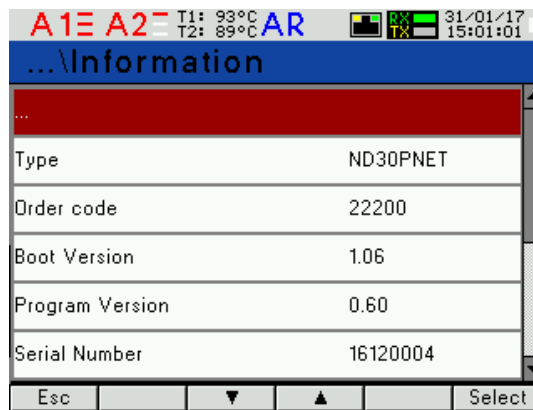 A1 A2 T1: 93°C AR RX 31/01/17
T2: 89°C TX 15:01:01
...\Information
...
Type ND30PNET
Order code 22200
Boot Version 1.06
Program Version 0.60
Serial Number 16120004
Esc ▼ ▲ Select